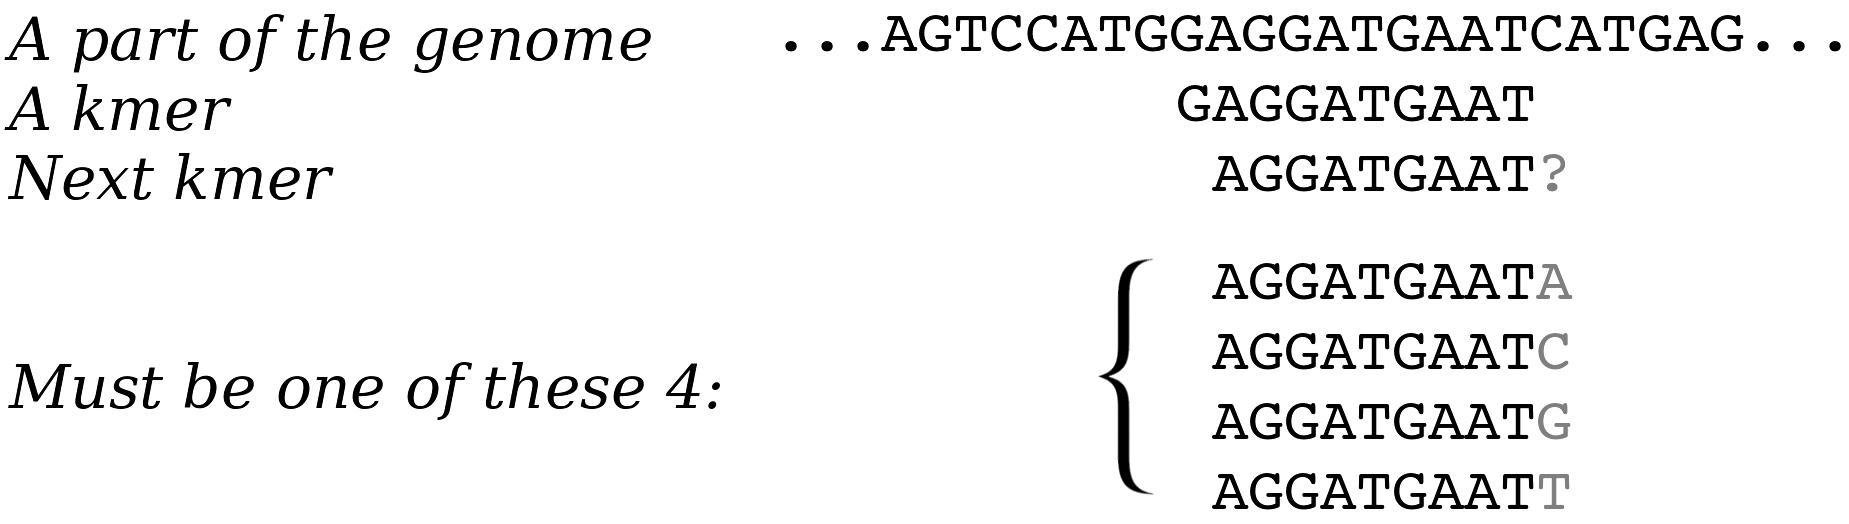 A part of the genome ...AGTCCATGGAGGATGAATCATGAG...
A kmer GAGGATGAAT
Next kmer AGGATGAAT?
AGGATGAATA
AGGATGAATC
Must be one of these 4:
AGGATGAATG
AGGATGAATT